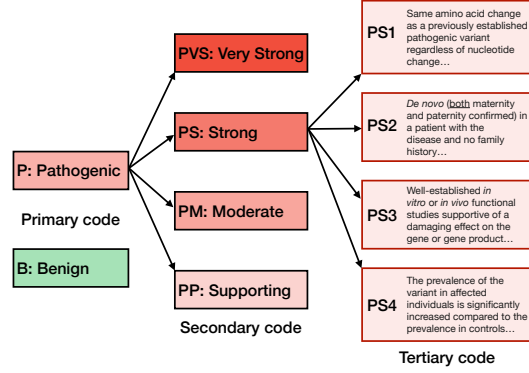 P: Pathogenic
Primary code
B: Benign
PVS: Very Strong
PS: Strong
PM: Moderate
PP: Supporting
Secondary code
PS1
Same amino acid change
as a previously established
pathogenic variant
regardless of nucleotide
change…
PS2
De novo (both maternity
and paternity confirmed) in
a patient with the
disease and no family
history…
PS3
Well-established in
vitro or in vivo functional
studies supportive of
a damaging effect on the
gene or gene product…
PS4
The prevalence of the
variant in affected
individuals is significantly
increased compared to the
prevalence in controls…
Tertiary code